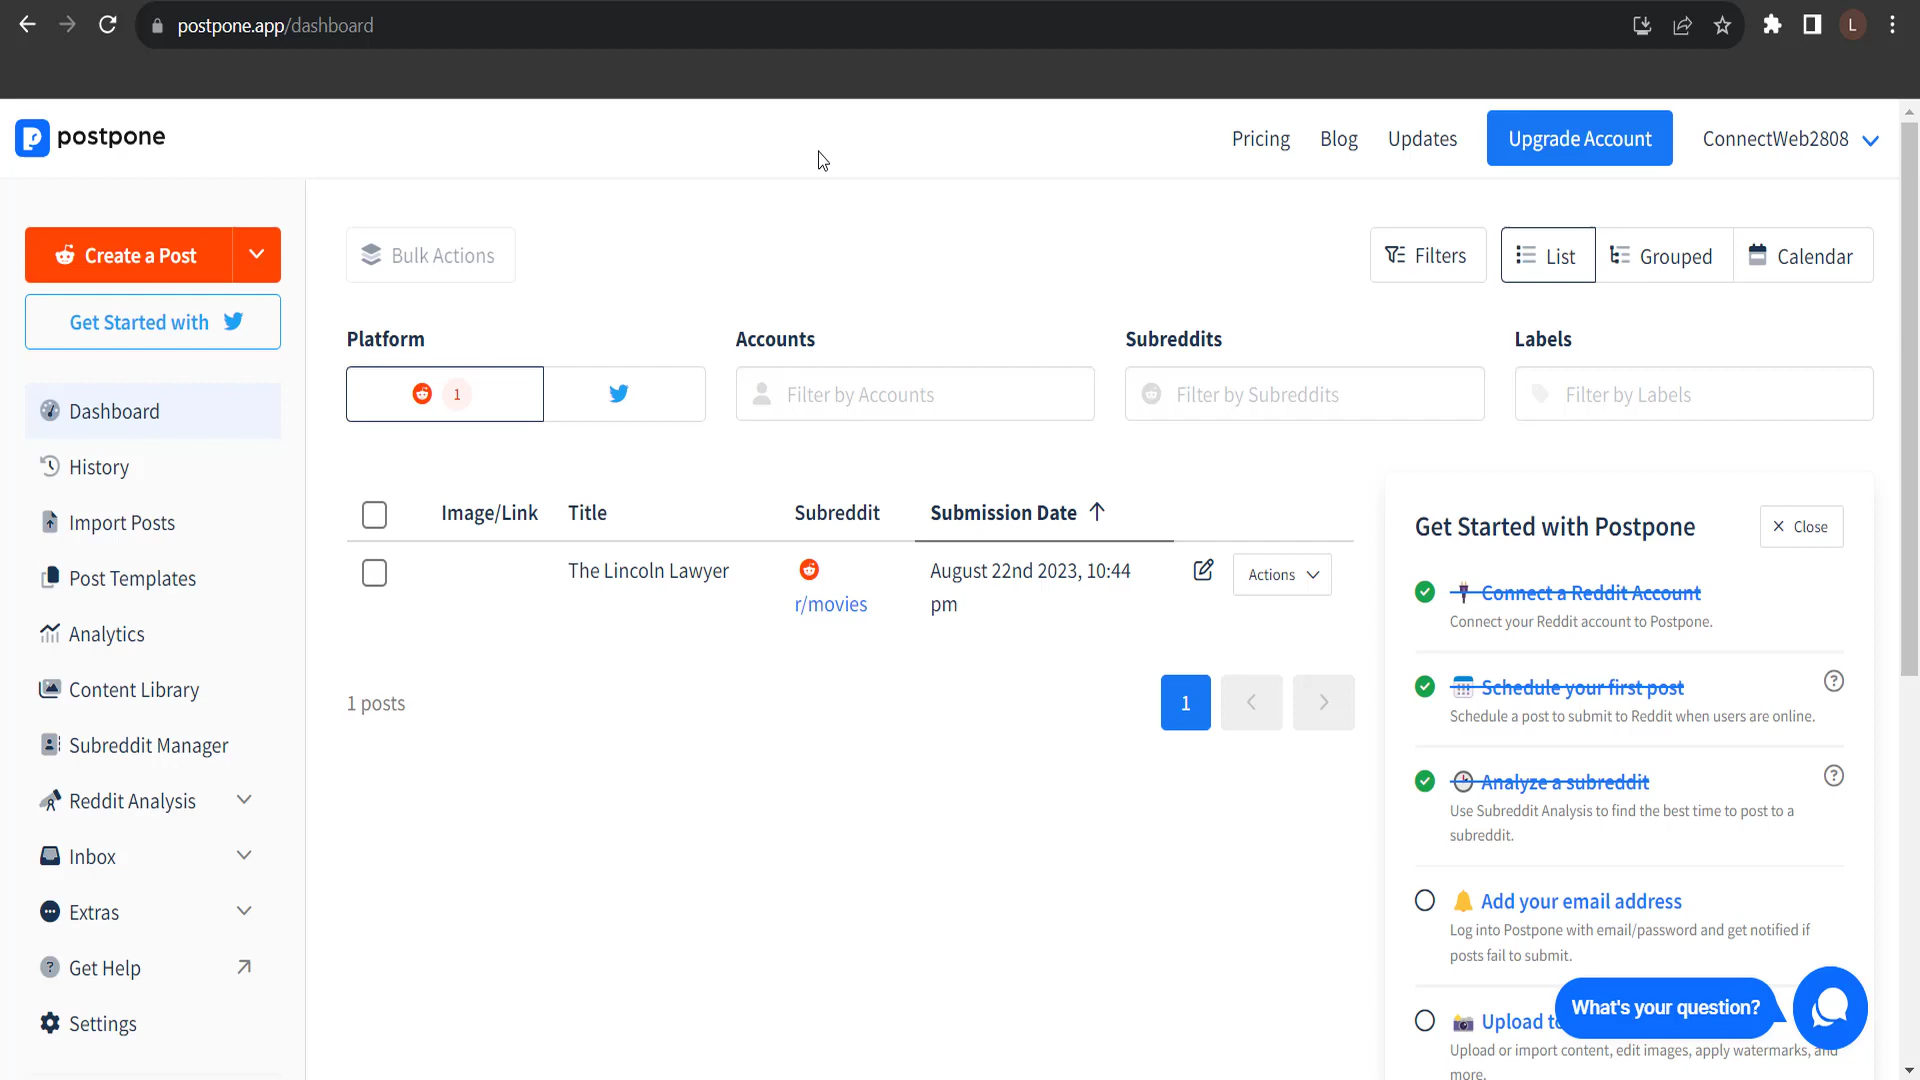 postpone.app/dashboard
L
postpone
Pricing
Blog
Updates
Upgrade Account
ConnectWeb2808
Create a Post
Get Started with
Dashboard
History
Import Posts
Post Templates
Analytics
Content Library
Subreddit Manager
Reddit Analysis
Inbox
Extras
Get Help
Settings
Bulk Actions
Filters
List
Grouped
Calendar
Platform
Accounts
Subreddits
Labels
1
Filter by Accounts
Filter by Subreddits
Filter by Labels
Image/Link
Title
Subreddit
Submission Date
The Lincoln Lawyer
r/movies
August 22nd 2023, 10:44
pm
Actions
1 posts
1
Get Started with Postpone
Close
Connect a Reddit Account
Connect your Reddit account to Postpone.
Schedule your first post
Schedule a post to submit to Reddit when users are online.
Analyze a subreddit
Use Subreddit Analysis to find the best time to post to a
subreddit.
Add your email address
Log into Postpone with email/password and get notified if
posts fail to submit.
Upload
What's your question?
Upload or import content, edit images, apply watermarks, and
more.